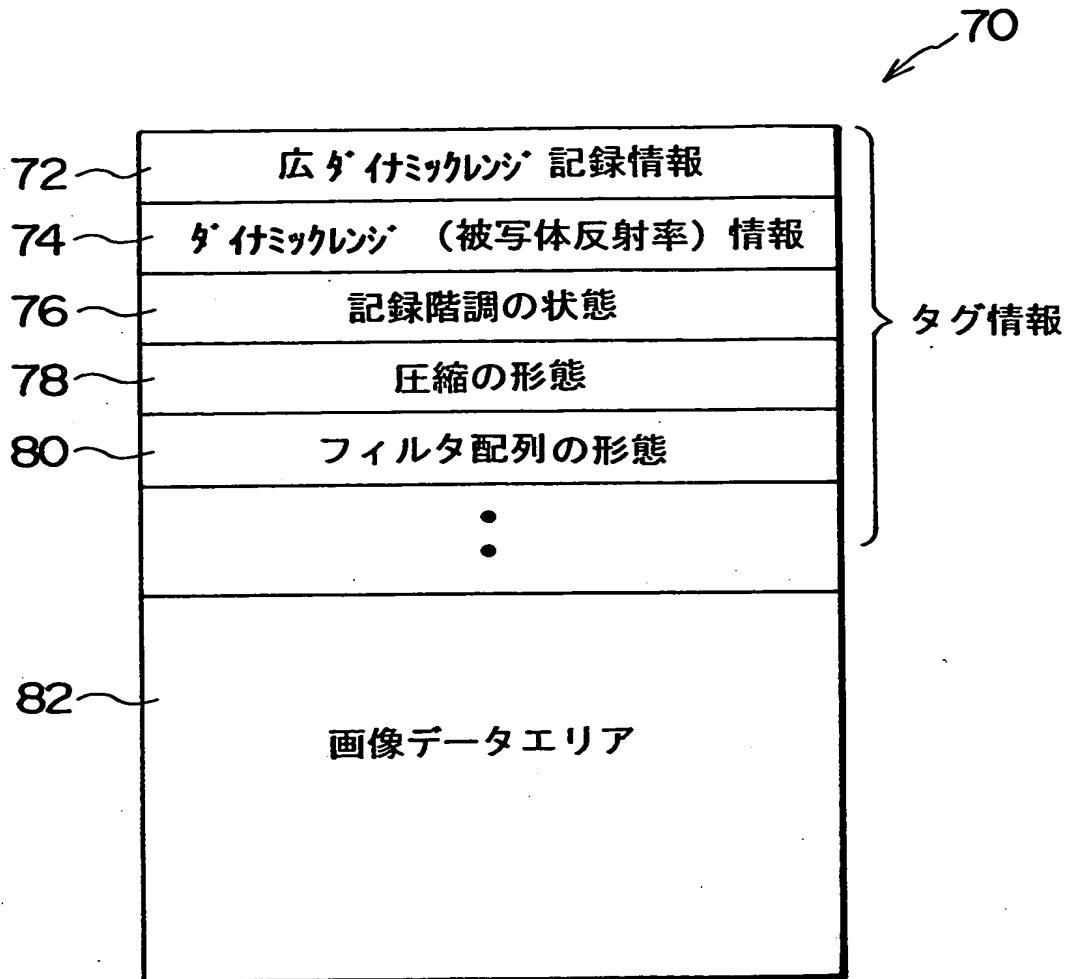 70
72 広ダイナミックレンジ記録情報
74 ダイナミックレンジ（被写体反射率）情報
76 記録階調の状態
タグ情報
78 圧縮の形態
80 フィルタ配列の形態
82
画像データエリア